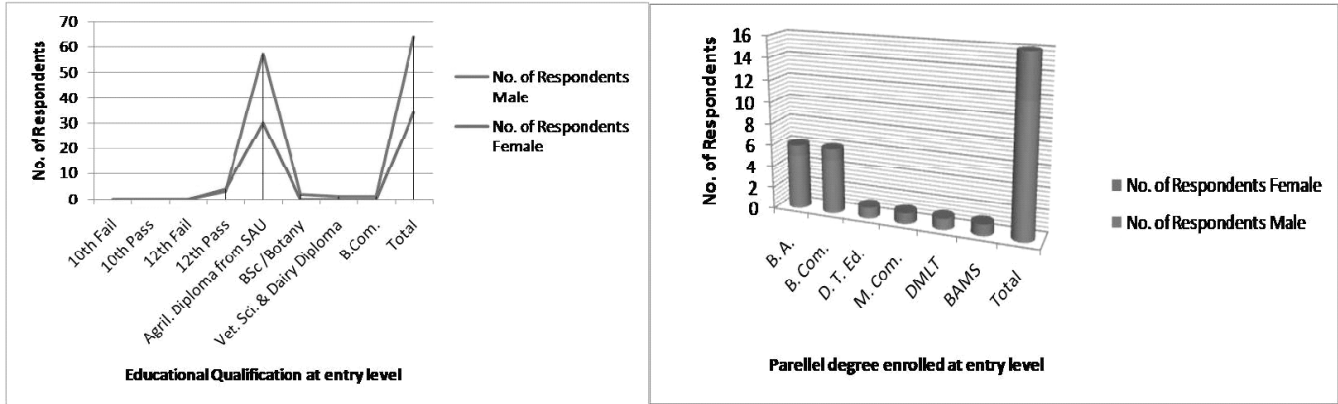 70
60
50
40
30
20
10
0
No. of Respondents
10th Fail
10th Pass
12th Fail
12th Pass
Agril. Diploma from SAU
BSc /Botany
Vet. Sci. & Dairy Diploma
B.Com.
Total
Educational Qualification at entry level
No. of Respondents
Male
No. of Respondents
Female
16
14
12
10
8
6
4
2
0
No. of Respondents
B. A.
B. Com.
D. T. Ed.
M. Com.
DMLT
BAMS
Total
Parellel degree enrolled at entry level
No. of Respondents Female
No. of Respondents Male